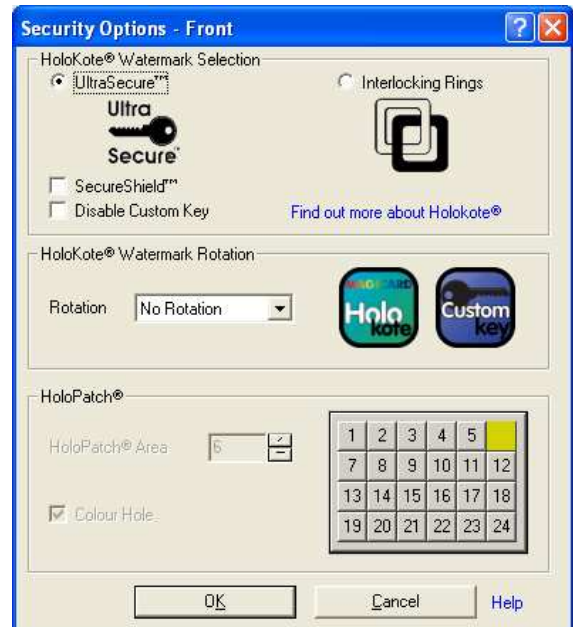 Security Options - Front
HoloKote® Watermark Selection
UltraSecure™ Interlocking Rings
Ultra
Secure™
SecureShield™
Disable Custom Key Find out more about Holokote®
HoloKote® Watermark Rotation
Rotation No Rotation
MAGICARD
Holo
kote
Custom
key
HoloPatch®
HoloPatch® Area 6
Colour Hole
1 2 3 4 5
7 8 9 10 11 12
13 14 15 16 17 18
19 20 21 22 23 24
OK Cancel Help